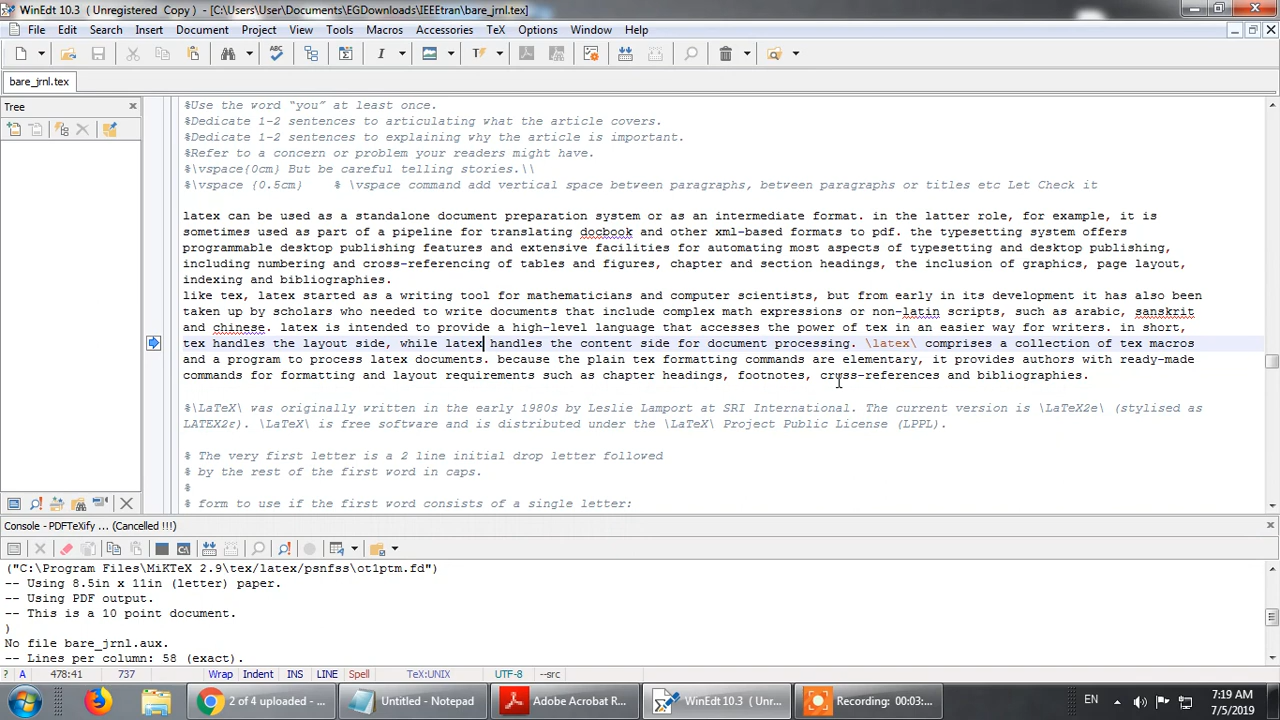 WinEdt 10.3  ( Unregistered  Copy )  - [C:\Users\User\Documents\EGDownloads\IEEEtran\bare_jrnl.tex]
File Edit Search Insert Document Project View Tools Macros Accessories TeX Options Window Help
bare_jrnl.tex
Tree
%Use the word “you” at least once.
%Dedicate 1-2 sentences to articulating what the article covers.
%Dedicate 1-2 sentences to explaining why the article is important.
%Refer to a concern or problem your readers might have.
%\vspace{0cm} But be careful telling stories.\\
%\vspace {0.5cm}    % \vspace command add vertical space between paragraphs, between paragraphs or titles etc Let Check it
latex can be used as a standalone document preparation system or as an intermediate format. in the latter role, for example, it is
sometimes used as part of a pipeline for translating docbook and other xml-based formats to pdf. the typesetting system offers
programmable desktop publishing features and extensive facilities for automating most aspects of typesetting and desktop publishing,
including numbering and cross-referencing of tables and figures, chapter and section headings, the inclusion of graphics, page layout,
indexing and bibliographies.
like tex, latex started as a writing tool for mathematicians and computer scientists, but from early in its development it has also been
taken up by scholars who needed to write documents that include complex math expressions or non-latin scripts, such as arabic, sanskrit
and chinese. latex is intended to provide a high-level language that accesses the power of tex in an easier way for writers. in short,
tex handles the layout side, while latex handles the content side for document processing. \latex\ comprises a collection of tex macros
and a program to process latex documents. because the plain tex formatting commands are elementary, it provides authors with ready-made
commands for formatting and layout requirements such as chapter headings, footnotes, cross-references and bibliographies.
%\LaTeX\ was originally written in the early 1980s by Leslie Lamport at SRI International. The current version is \LaTeX2e\ (stylised as
LATEX2ε). \LaTeX\ is free software and is distributed under the \LaTeX\ Project Public License (LPPL).
% The very first letter is a 2 line initial drop letter followed
% by the rest of the first word in caps.
%
% form to use if the first word consists of a single letter:
Console - PDFTeXify ... (Cancelled !!!)
("C:\Program Files\MiKTeX 2.9\tex/latex/psnfss\ot1ptm.fd")
-- Using 8.5in x 11in (letter) paper.
-- Using PDF output.
-- This is a 10 point document.
)
No file bare_jrnl.aux.
-- Lines per column: 58 (exact).
? A 478:41 737 Wrap Indent INS LINE Spell TeX:UNIX UTF-8 --src
2 of 4 uploaded - ... Untitled - Notepad Adobe Acrobat R... WinEdt 10.3  ( Unr... Recording: 00:03:... EN 7:19 AM
7/5/2019